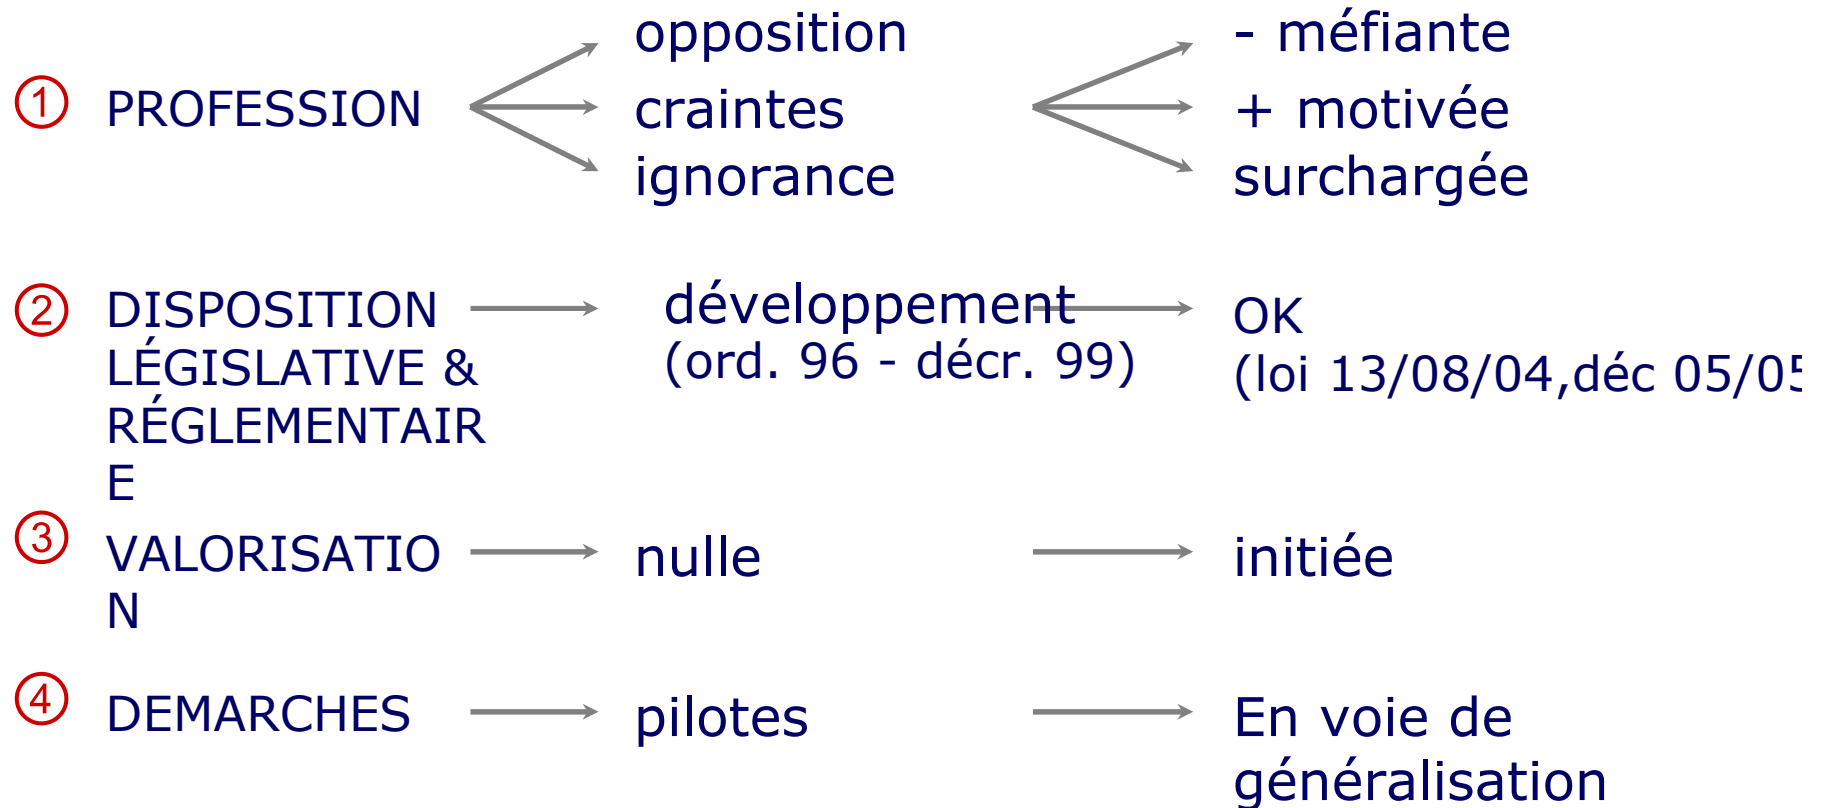 opposition - méfiante
① PROFESSION craintes + motivée
ignorance surchargée
② DISPOSITION développement OK
LÉGISLATIVE & (ord. 96 - décr. 99) (loi 13/08/04,déc 05/05
RÉGLEMENTAIR
E
③ VALORISATIO nulle initiée
N
④ DEMARCHES pilotes En voie de
généralisation